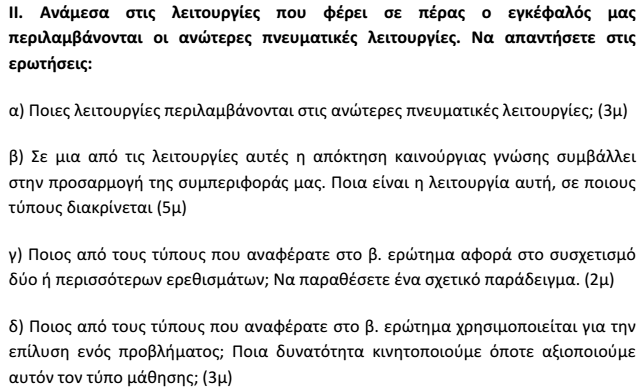 II. Ανάμεσα στις λειτουργίες που φέρει σε πέρας ο εγκέφαλός μας
περιλαμβάνονται οι ανώτερες πνευματικές λειτουργίες. Να απαντήσετε στις
ερωτήσεις:
α) Ποιες λειτουργίες περιλαμβάνονται στις ανώτερες πνευματικές λειτουργίες; (3μ)
β) Σε μια από τις λειτουργίες αυτές η απόκτηση καινούργιας γνώσης συμβάλλει
στην προσαρμογή της συμπεριφοράς μας. Ποια είναι η λειτουργία αυτή, σε ποιους
τύπους διακρίνεται (5μ)
γ) Ποιος από τους τύπους που αναφέρατε στο β. ερώτημα αφορά στο συσχετισμό
δύο ή περισσότερων ερεθισμάτων; Να παραθέσετε ένα σχετικό παράδειγμα. (2μ)
δ) Ποιος από τους τύπους που αναφέρατε στο β. ερώτημα χρησιμοποιείται για την
επίλυση ενός προβλήματος; Ποια δυνατότητα κινητοποιούμε όποτε αξιοποιούμε
αυτόν τον τύπο μάθησης; (3μ)